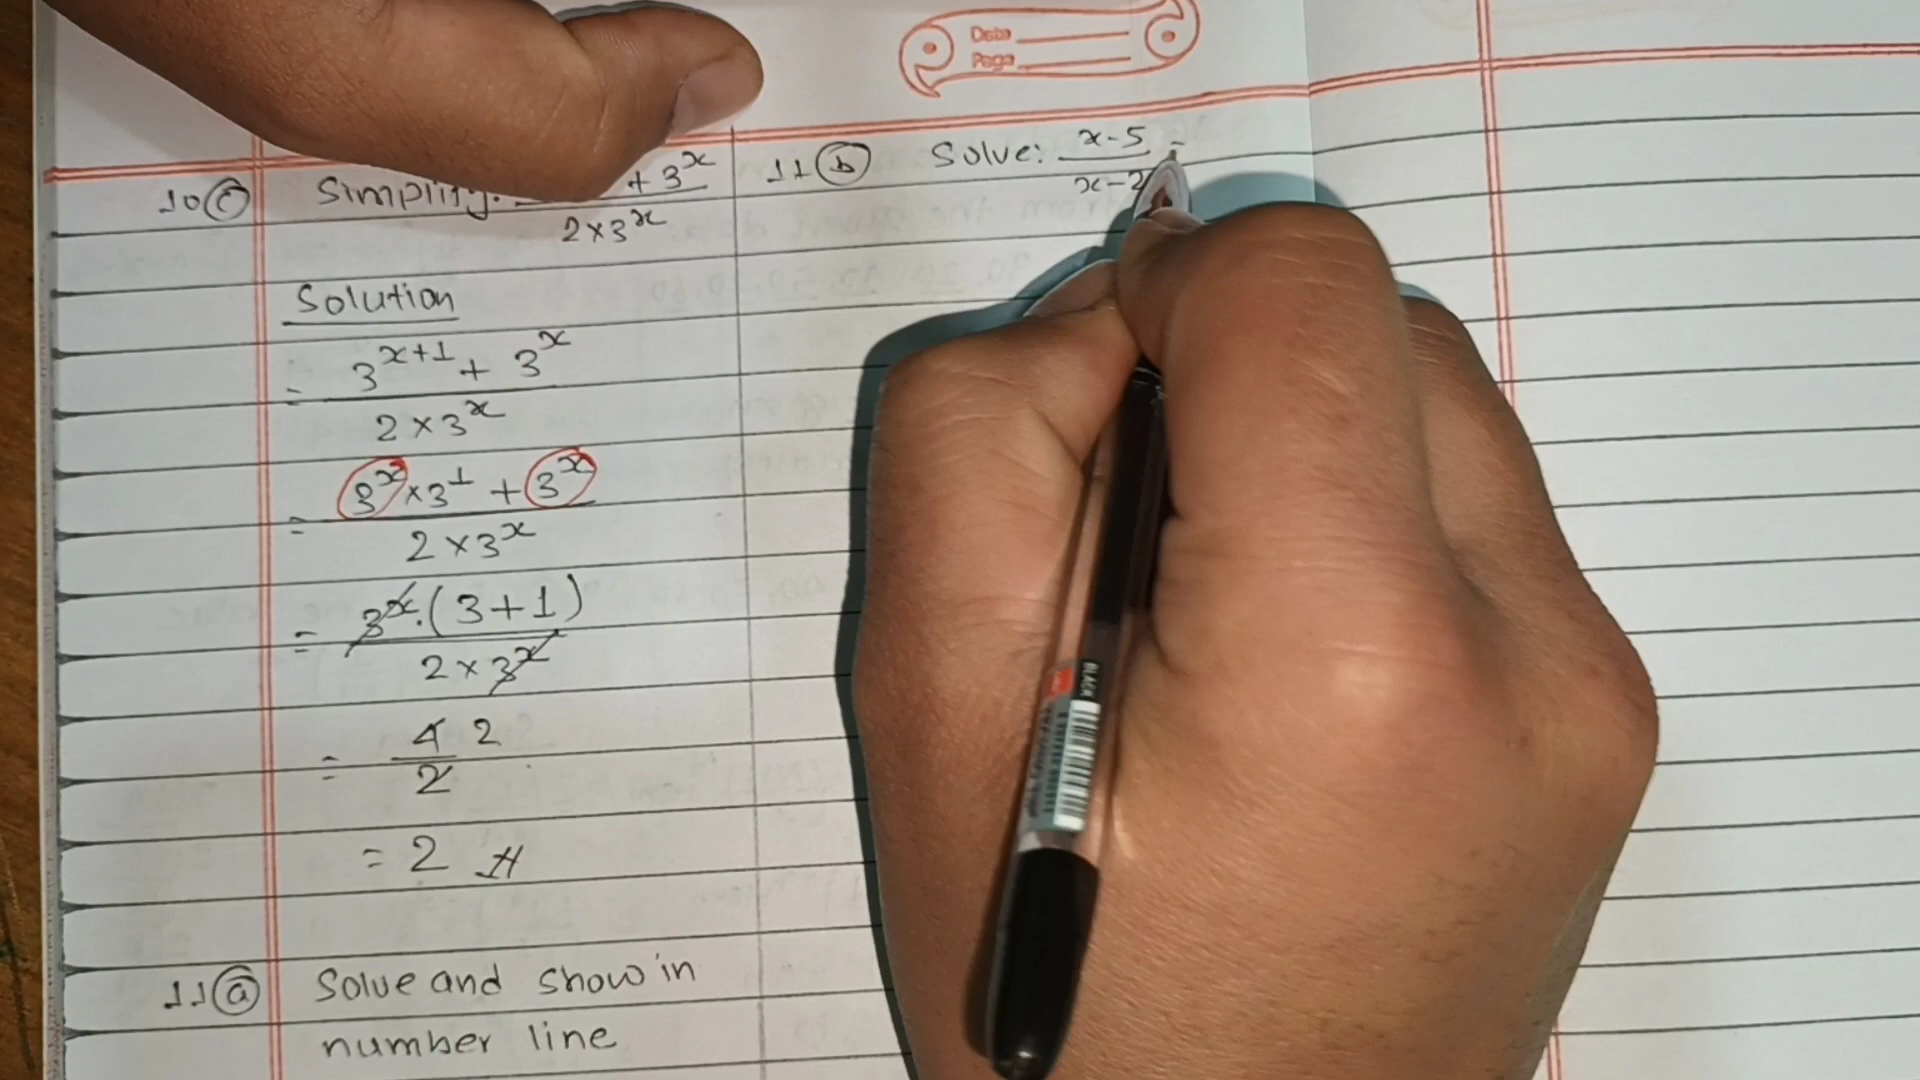 Date
Page
10 (c) Simplify: + 3^x
2×3^x
Solution
= 3^x+1 + 3^x
2×3^x
= 3^x × 3^1 + 3^x
2×3^x
= 3^x.(3+1)
2×3^x
= 4 2
2
= 2
11 (a) Solve and show in
number line
11 (b) Solve: x-5 =
x-2
BLACK